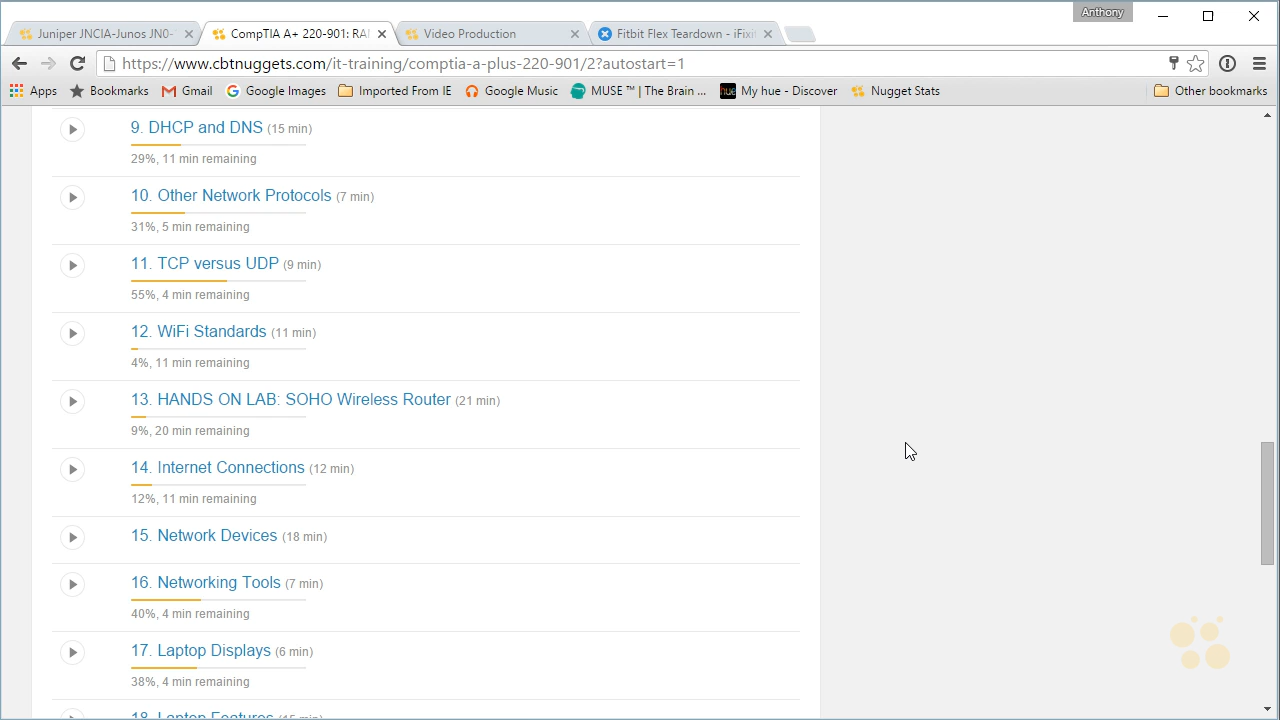 Anthony
Juniper JNCIA-Junos JN0-
CompTIA A+ 220-901: RA
Video Production
Fitbit Flex Teardown - iFixi
https://www.cbtnuggets.com/it-training/comptia-a-plus-220-901/2?autostart=1
Apps
Bookmarks
Gmail
Google Images
Imported From IE
Google Music
MUSE ™ | The Brain ...
hue
My hue - Discover
Nugget Stats
Other bookmarks
9. DHCP and DNS (15 min)
29%, 11 min remaining
10. Other Network Protocols (7 min)
31%, 5 min remaining
11. TCP versus UDP (9 min)
55%, 4 min remaining
12. WiFi Standards (11 min)
4%, 11 min remaining
13. HANDS ON LAB: SOHO Wireless Router (21 min)
9%, 20 min remaining
14. Internet Connections (12 min)
12%, 11 min remaining
15. Network Devices (18 min)
16. Networking Tools (7 min)
40%, 4 min remaining
17. Laptop Displays (6 min)
38%, 4 min remaining
18. Laptop Features (15 min)